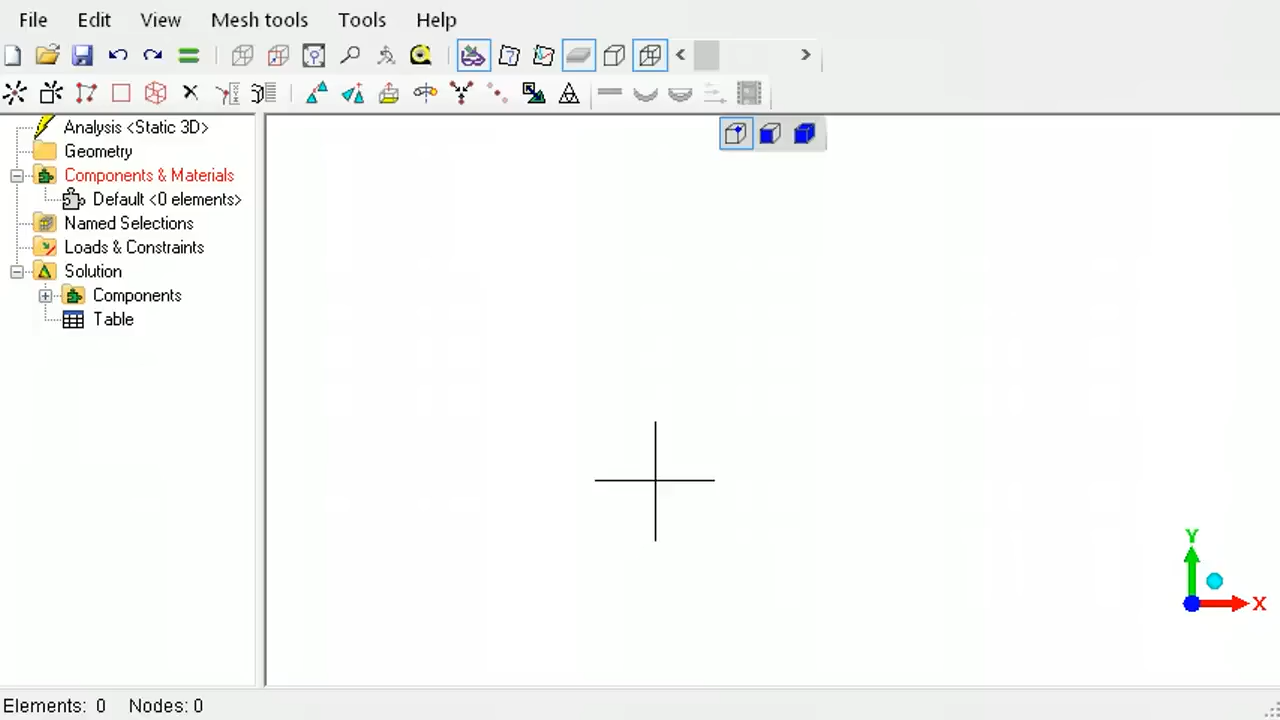 File Edit View Mesh tools Tools Help
Analysis <Static 3D>
Geometry
Components & Materials
Default <0 elements>
Named Selections
Loads & Constraints
Solution
Components
Table
Y
X
Elements: 0 Nodes: 0